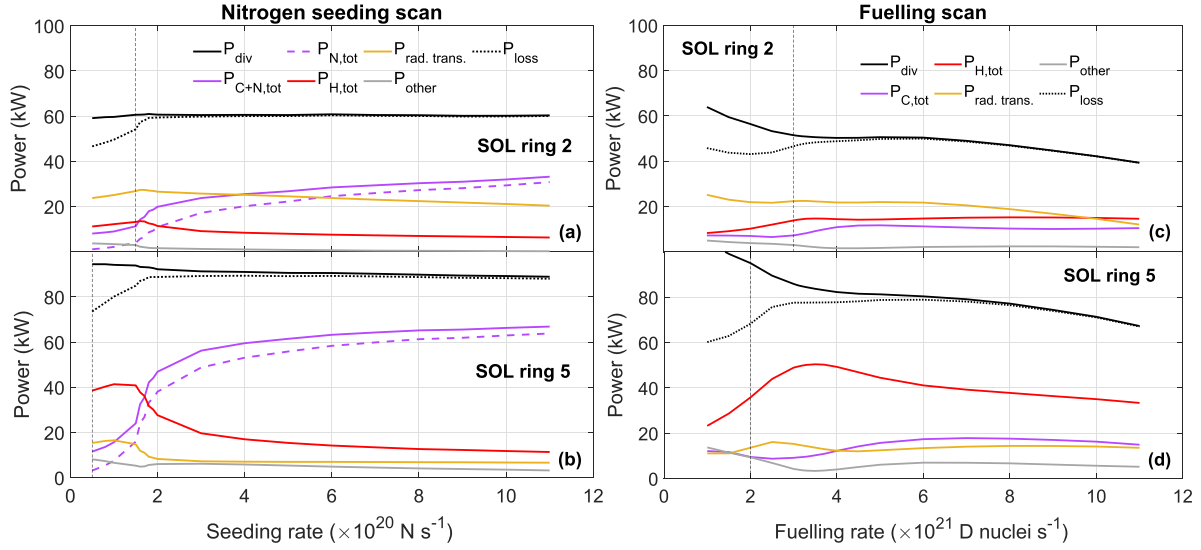 Nitrogen seeding scan
Fuelling scan
100
80
60
40
20
Power (kW)
P_div P_N,tot P_rad. trans. P_loss
P_C+N,tot P_H,tot P_other
SOL ring 2
(a)
80
60
40
20
0
Power (kW)
SOL ring 5
(b)
0 2 4 6 8 10 12
Seeding rate (×10^20 N s^-1)
100
80
60
40
20
Power (kW)
SOL ring 2
P_div P_H,tot P_other
P_C,tot P_rad. trans. P_loss
(c)
80
60
40
20
0
Power (kW)
SOL ring 5
(d)
0 2 4 6 8 10 12
Fuelling rate (×10^21 D nuclei s^-1)